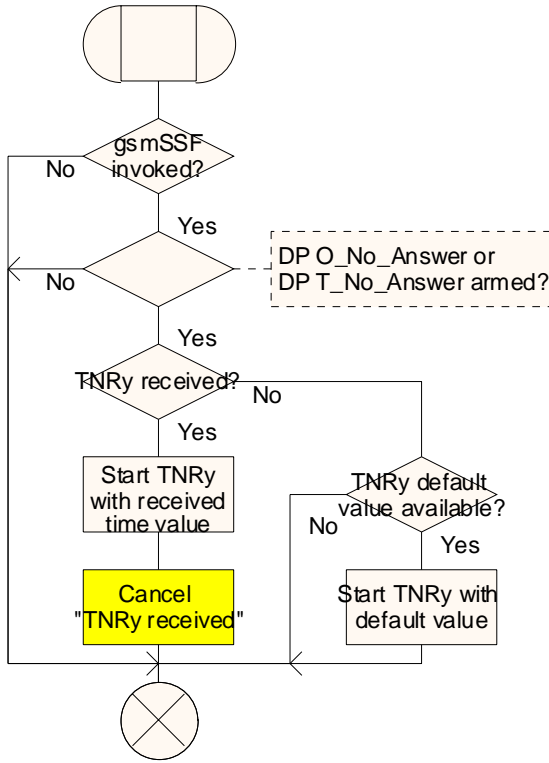 gsmSSF
invoked?
No
Yes
DP O_No_Answer or
DP T_No_Answer armed?
No
Yes
TNRy received?
No
Yes
Start TNRy
with received
time value
TNRy default
value available?
No
Yes
Cancel
"TNRy received"
Start TNRy with
default value